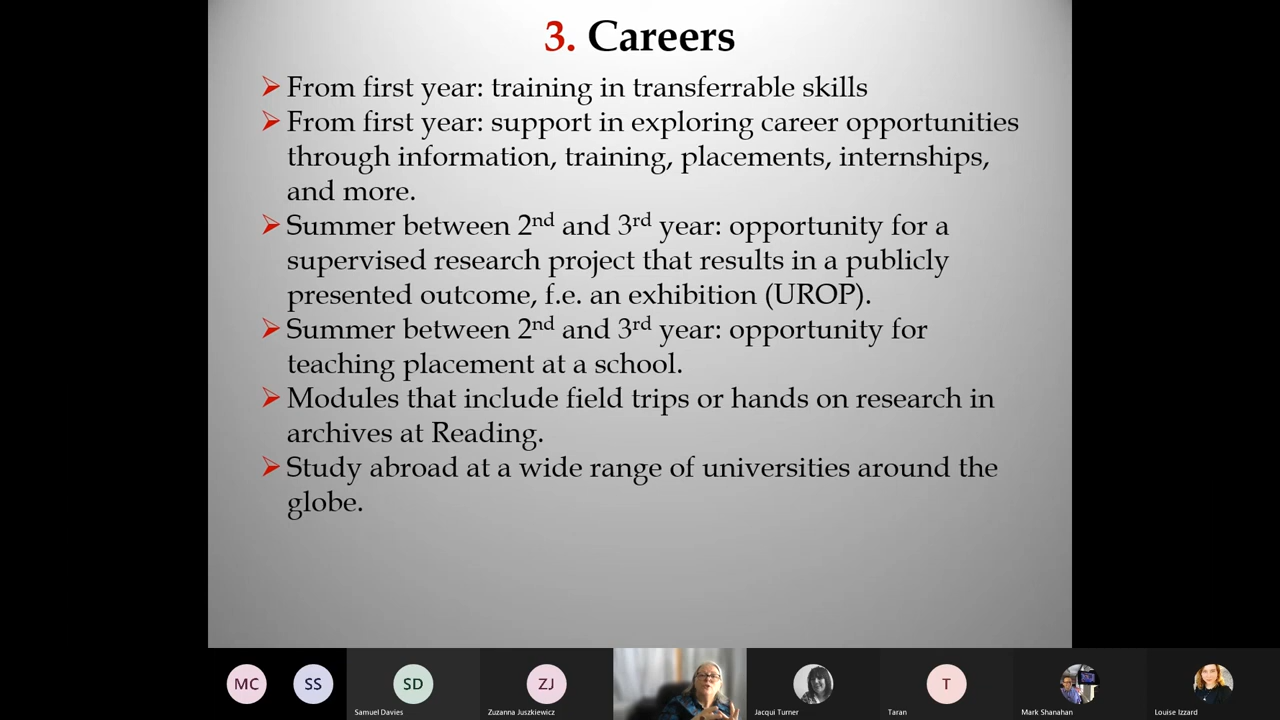 3. Careers
From first year: training in transferrable skills
From first year: support in exploring career opportunities
through information, training, placements, internships,
and more.
Summer between 2nd and 3rd year: opportunity for a
supervised research project that results in a publicly
presented outcome, f.e. an exhibition (UROP).
Summer between 2nd and 3rd year: opportunity for
teaching placement at a school.
Modules that include field trips or hands on research in
archives at Reading.
Study abroad at a wide range of universities around the
globe.
MC SS SD ZJ T
Samuel Davies Zuzanna Juszkiewicz Jacqui Turner Taran Mark Shanahan Louise Izzard